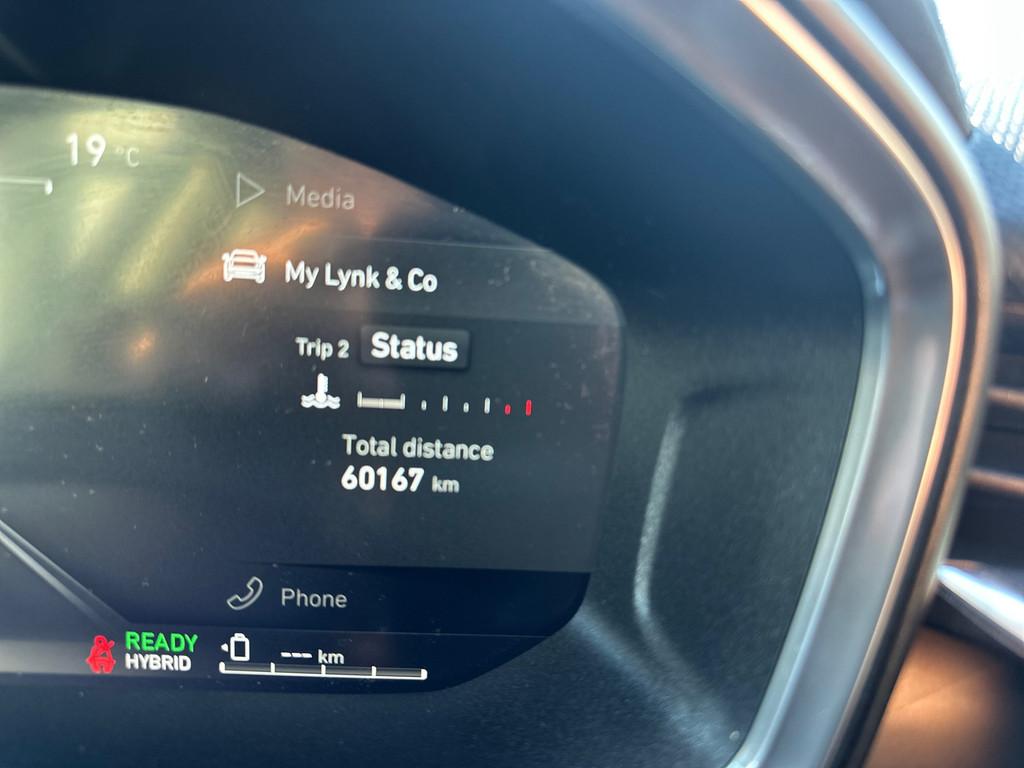 19 °C
Media
My Lynk & Co
Trip 2 Status
Total distance
60167 km
Phone
READY
HYBRID
--- km